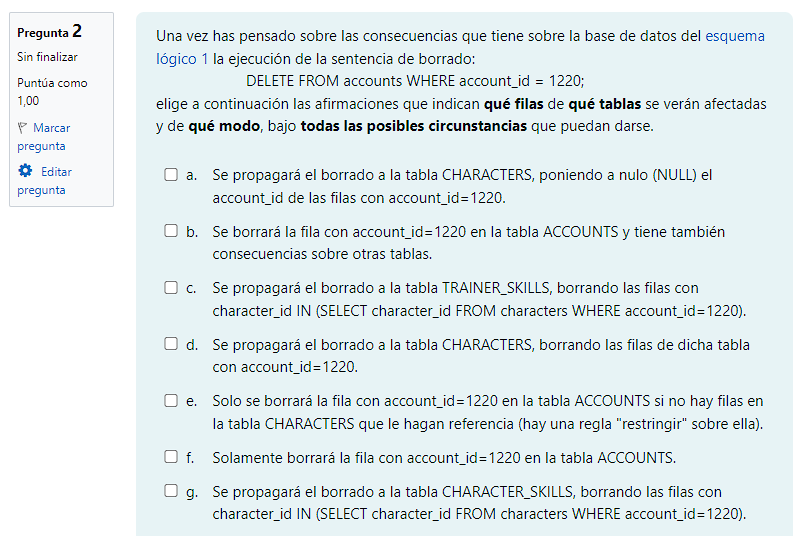 Pregunta 2
Sin finalizar
Puntúa como
1,00
Marcar
pregunta
Editar
pregunta
Una vez has pensado sobre las consecuencias que tiene sobre la base de datos del esquema
lógico 1 la ejecución de la sentencia de borrado:
DELETE FROM accounts WHERE account_id = 1220;
elige a continuación las afirmaciones que indican qué filas de qué tablas se verán afectadas
y de qué modo, bajo todas las posibles circunstancias que puedan darse.
a. Se propagará el borrado a la tabla CHARACTERS, poniendo a nulo (NULL) el
account_id de las filas con account_id=1220.
b. Se borrará la fila con account_id=1220 en la tabla ACCOUNTS y tiene también
consecuencias sobre otras tablas.
c. Se propagará el borrado a la tabla TRAINER_SKILLS, borrando las filas con
character_id IN (SELECT character_id FROM characters WHERE account_id=1220).
d. Se propagará el borrado a la tabla CHARACTERS, borrando las filas de dicha tabla
con account_id=1220.
e. Solo se borrará la fila con account_id=1220 en la tabla ACCOUNTS si no hay filas en
la tabla CHARACTERS que le hagan referencia (hay una regla "restringir" sobre ella).
f. Solamente borrará la fila con account_id=1220 en la tabla ACCOUNTS.
g. Se propagará el borrado a la tabla CHARACTER_SKILLS, borrando las filas con
character_id IN (SELECT character_id FROM characters WHERE account_id=1220).